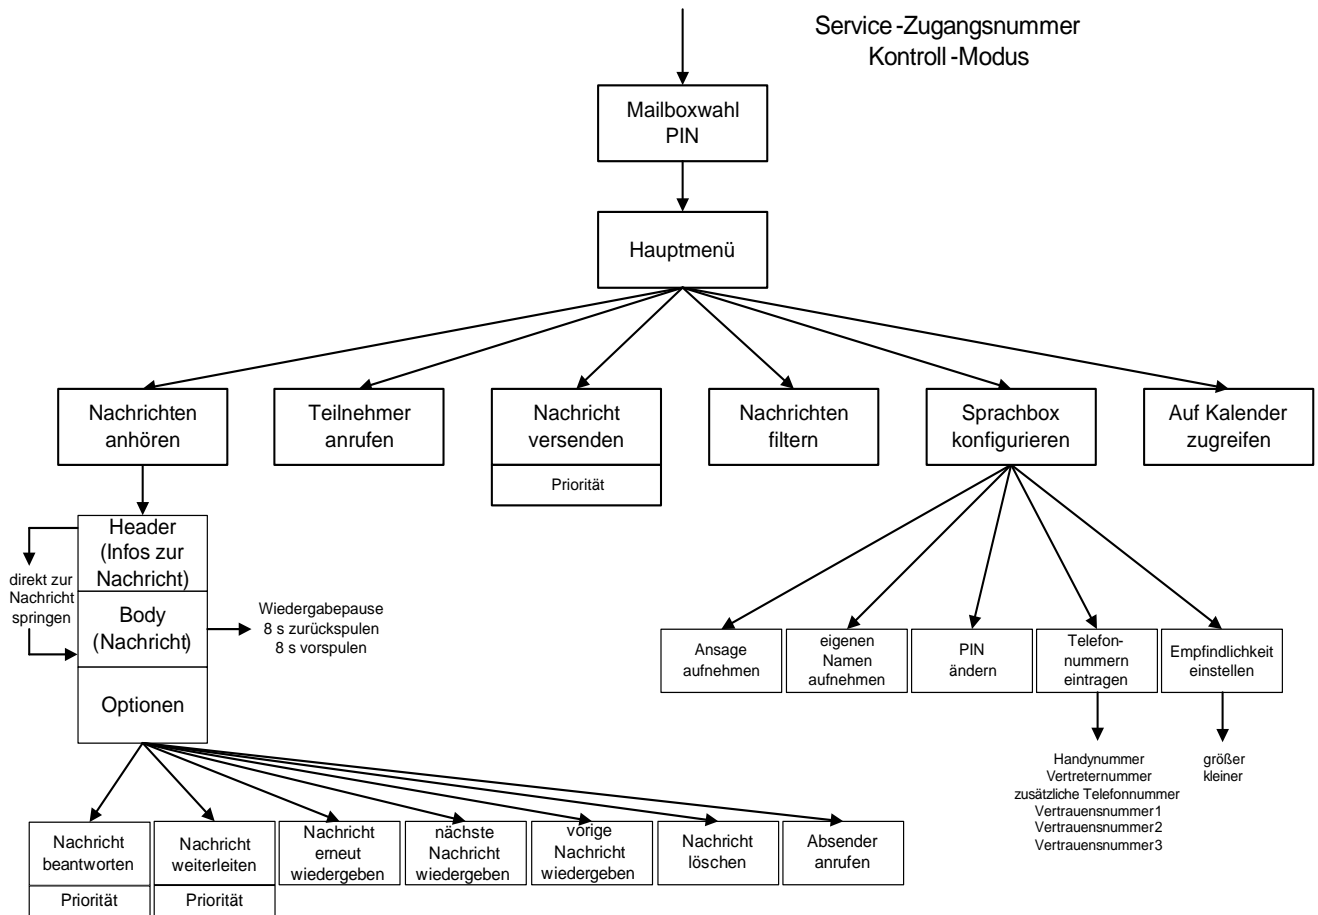 Service-Zugangsnummer
Kontroll-Modus
Mailboxwahl
PIN
Hauptmenü
Nachrichten
anhören
Teilnehmer
anrufen
Nachricht
versenden
Priorität
Nachrichten
filtern
Sprachbox
konfigurieren
Auf Kalender
zugreifen
Header
(Infos zur
Nachricht)
direkt zur
Nachricht
springen
Body
(Nachricht)
Wiedergabepause
8 s zurückspulen
8 s vorspulen
Optionen
Ansage
aufnehmen
eigenen
Namen
aufnehmen
PIN
ändern
Telefon-
nummern
eintragen
Empfindlichkeit
einstellen
Handynummer
Vertreternummer
zusätzliche Telefonnummer
Vertrauensnummer1
Vertrauensnummer2
Vertrauensnummer3
größer
kleiner
Nachricht
beantworten
Priorität
Nachricht
weiterleiten
Priorität
Nachricht
erneut
wiedergeben
nächste
Nachricht
wiedergeben
vorige
Nachricht
wiedergeben
Nachricht
löschen
Absender
anrufen